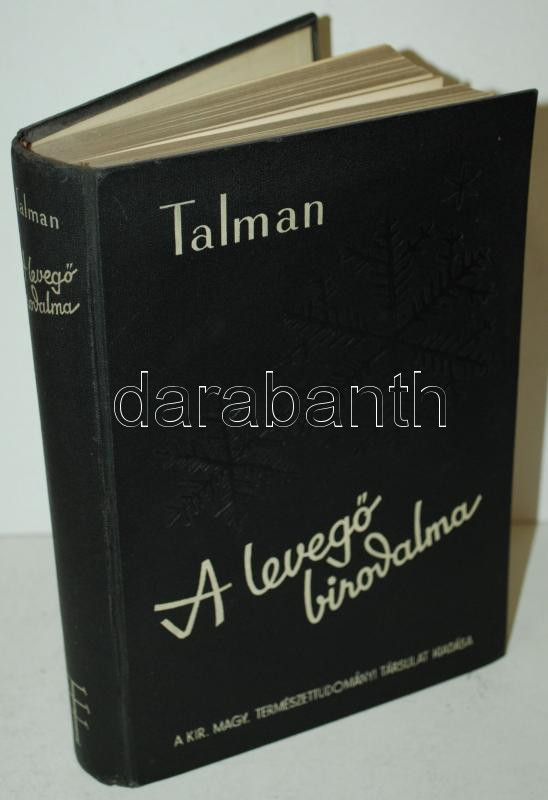 Talman
A levegő
birodalma
A KIR. MAGY. TERMÉSZETTUDOMÁNYI TÁRSULAT KIADÁSA
Talman
A levegő
birodalma
darabanth